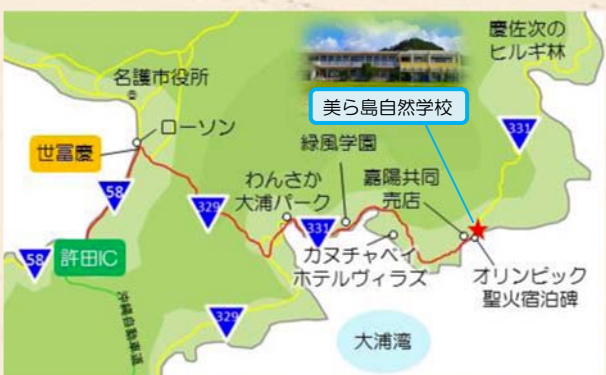 慶佐次の
ヒルギ林
名護市役所
美ら島自然学校
ローソン
331
世冨慶
緑風学園
58
わんさか
大浦パーク
嘉陽共同
売店
329
331
58
許田IC
カヌチャベイ
ホテルヴィラズ
オリンピック
聖火宿泊碑
沖縄自動車道
329
大浦湾